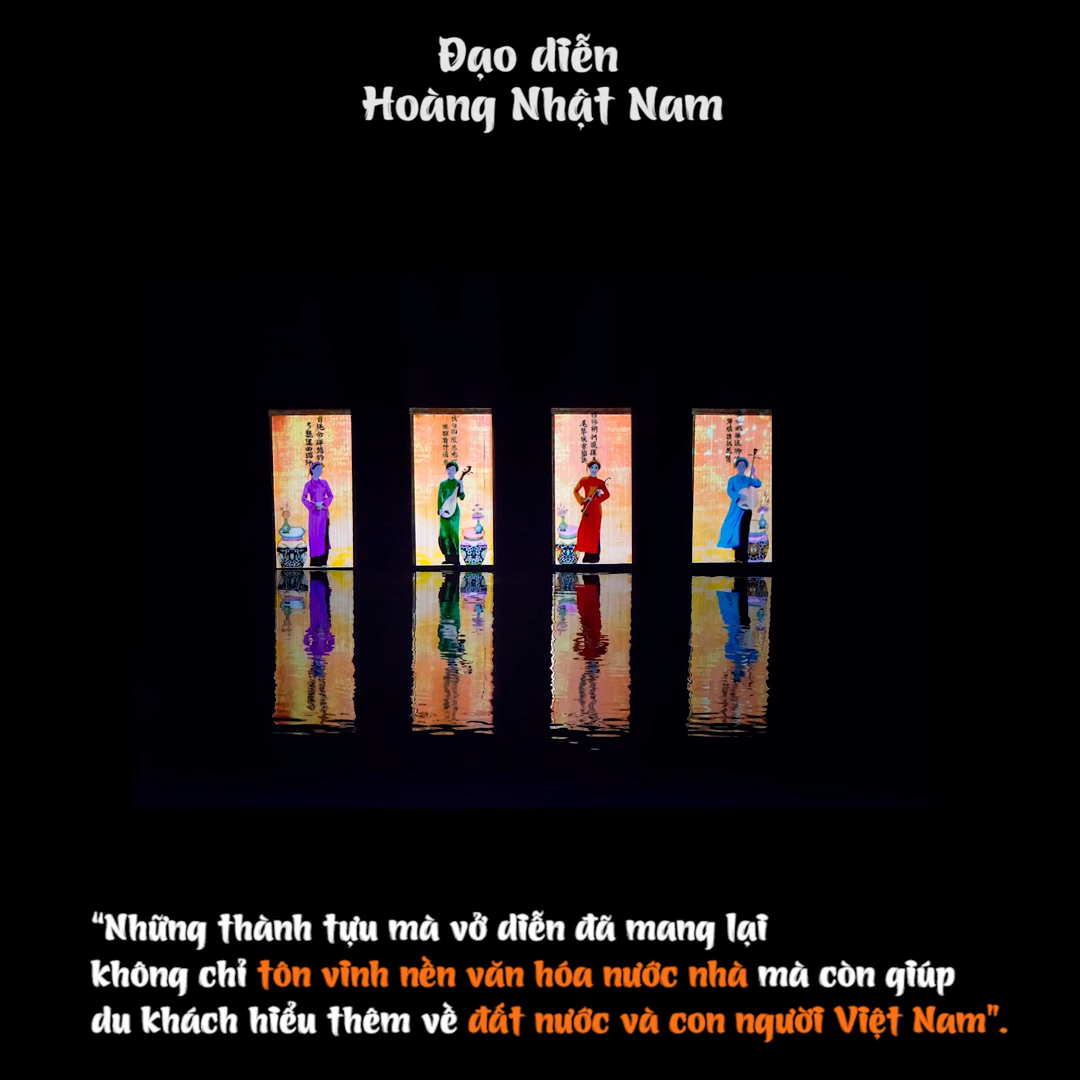 Đạo diễn
Hoàng Nhật Nam
“Những thành tựu mà vở diễn đã mang lại
không chỉ tôn vinh nền văn hóa nước nhà mà còn giúp
du khách hiểu thêm về đất nước và con người Việt Nam".